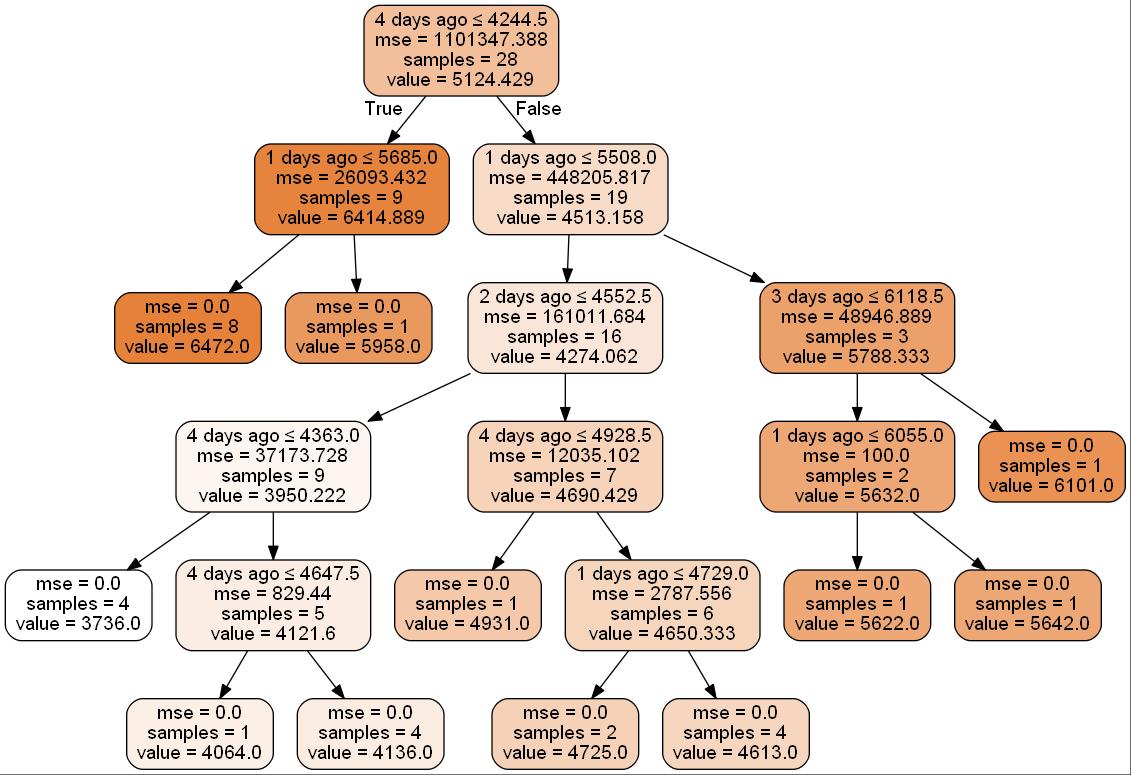 4 days ago ≤ 4244.5
mse = 1101347.388
samples = 28
value = 5124.429
True
False
1 days ago ≤ 5685.0
mse = 26093.432
samples = 9
value = 6414.889
1 days ago ≤ 5508.0
mse = 448205.817
samples = 19
value = 4513.158
mse = 0.0
samples = 8
value = 6472.0
mse = 0.0
samples = 1
value = 5958.0
2 days ago ≤ 4552.5
mse = 161011.684
samples = 16
value = 4274.062
3 days ago ≤ 6118.5
mse = 48946.889
samples = 3
value = 5788.333
4 days ago ≤ 4363.0
mse = 37173.728
samples = 9
value = 3950.222
4 days ago ≤ 4928.5
mse = 12035.102
samples = 7
value = 4690.429
1 days ago ≤ 6055.0
mse = 100.0
samples = 2
value = 5632.0
mse = 0.0
samples = 1
value = 6101.0
mse = 0.0
samples = 4
value = 3736.0
4 days ago ≤ 4647.5
mse = 829.44
samples = 5
value = 4121.6
mse = 0.0
samples = 1
value = 4931.0
1 days ago ≤ 4729.0
mse = 2787.556
samples = 6
value = 4650.333
mse = 0.0
samples = 1
value = 5622.0
mse = 0.0
samples = 1
value = 5642.0
mse = 0.0
samples = 1
value = 4064.0
mse = 0.0
samples = 4
value = 4136.0
mse = 0.0
samples = 2
value = 4725.0
mse = 0.0
samples = 4
value = 4613.0